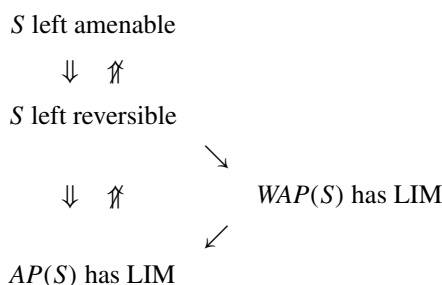 S left amenable
⇓ ⇑̸
S left reversible
↘
⇓ ⇑̸ WAP(S) has LIM
↙
AP(S) has LIM